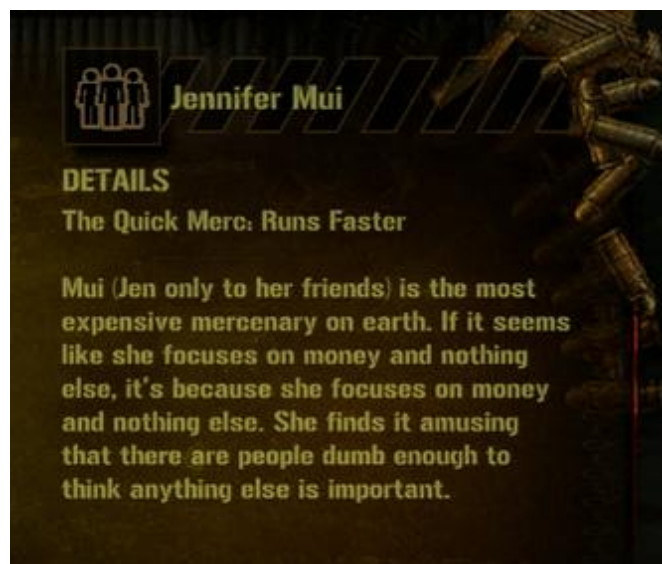 Jennifer Mui
DETAILS
The Quick Merc: Runs Faster
Mui (Jen only to her friends) is the most
expensive mercenary on earth. If it seems
like she focuses on money and nothing
else, it's because she focuses on money
and nothing else. She finds it amusing
that there are people dumb enough to
think anything else is important.